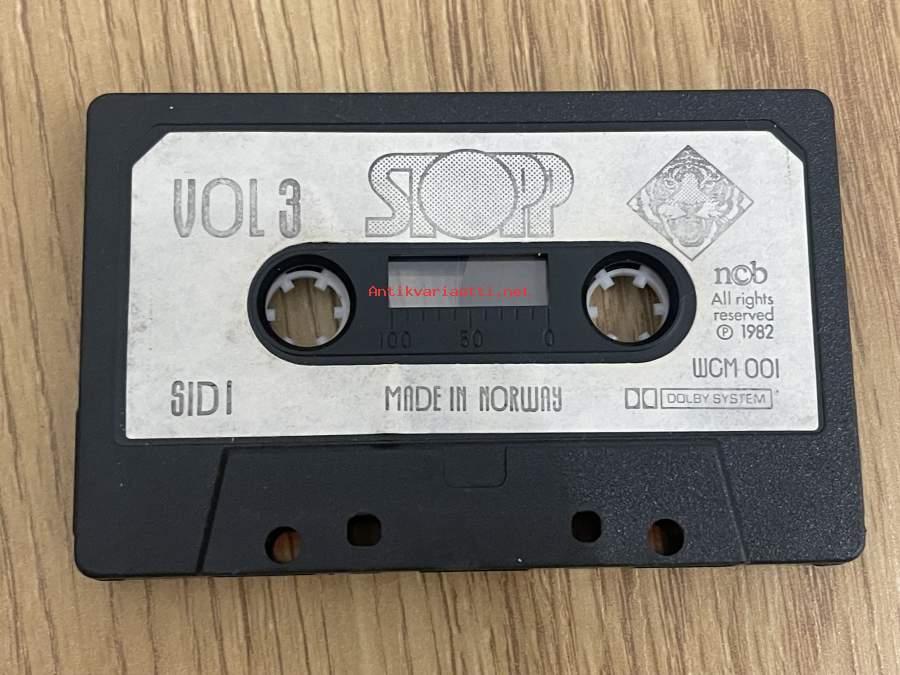 VOL 3
STOPP
ncb
All rights
reserved
℗ 1982
Antikvariaatti.net
100 50 0
WCM 001
SID 1
MADE IN NORWAY
DOLBY SYSTEM